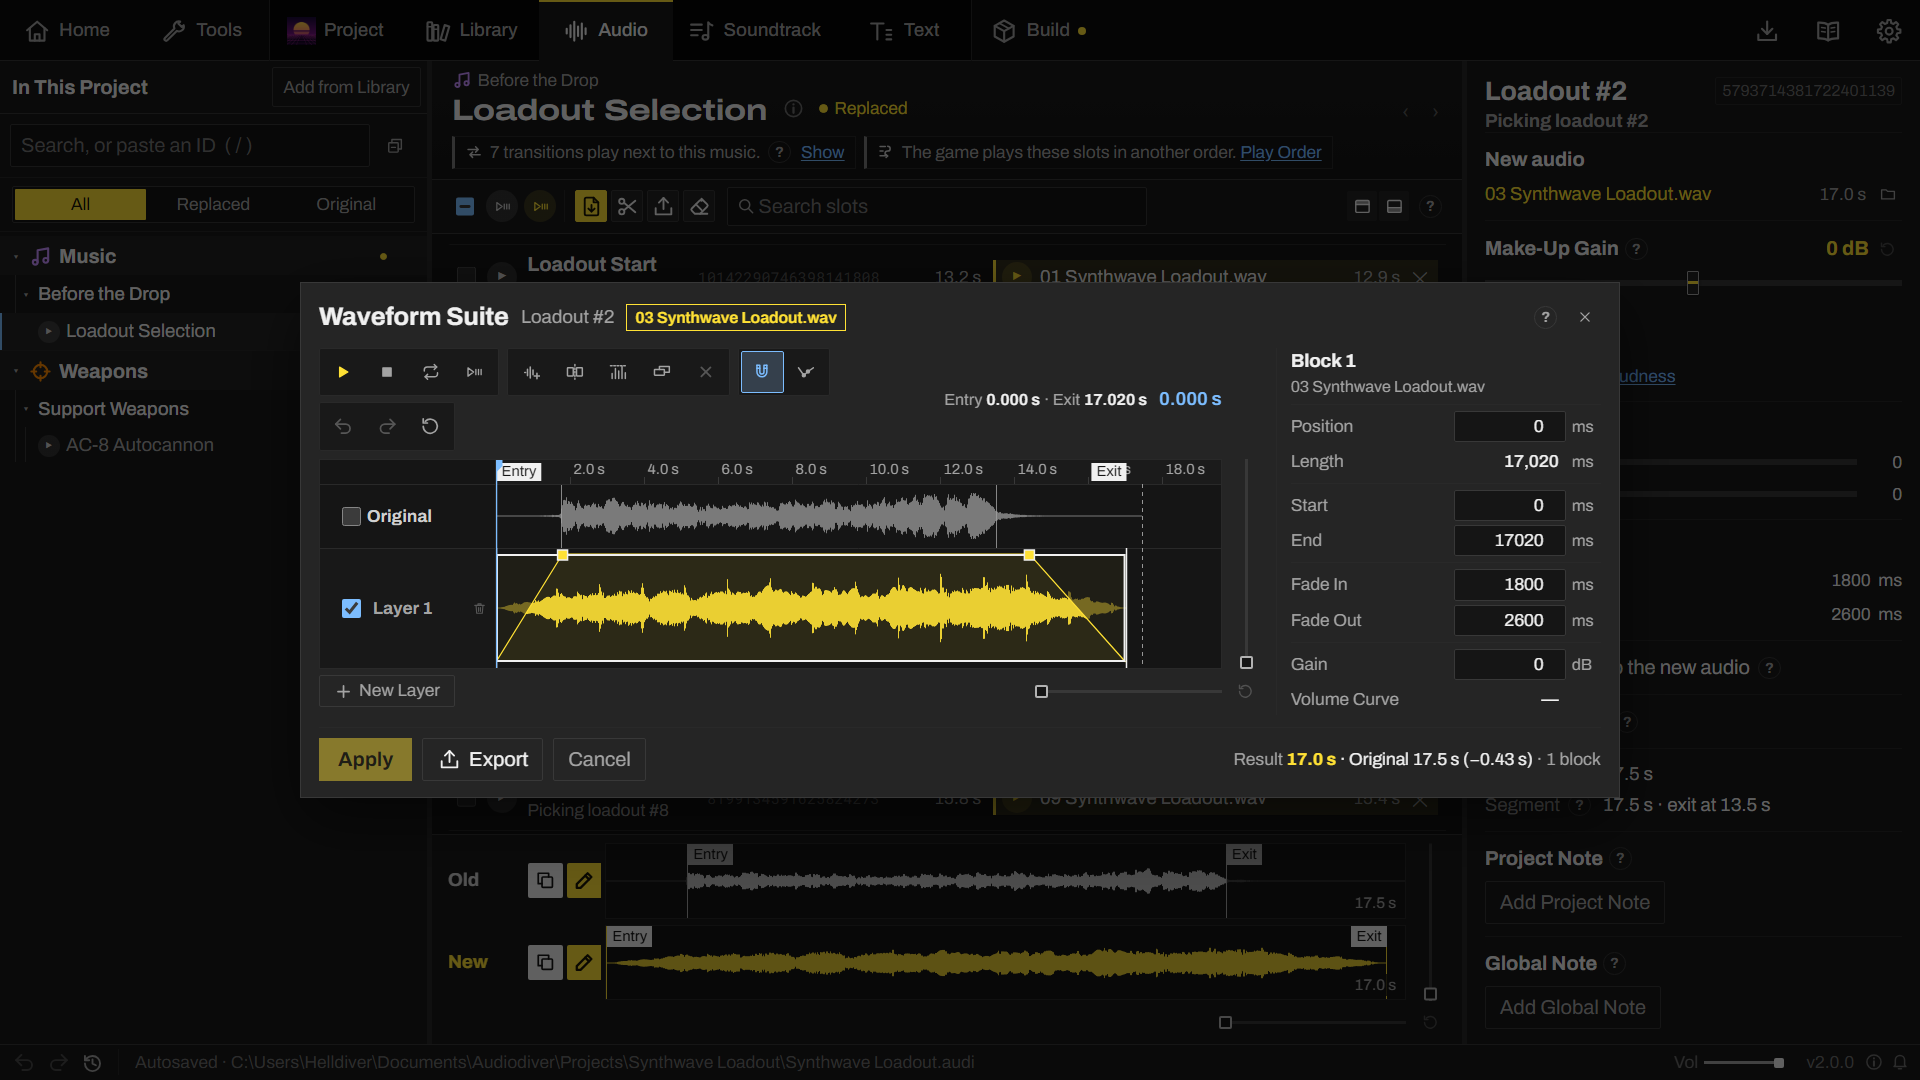 Home
Tools
Project
Library
Audio
Soundtrack
Text
Build
In This Project
Add from Library
Search, or paste an ID ( / )
All
Replaced
Original
Music
Before the Drop
Loadout Selection
Weapons
Support Weapons
AC-8 Autocannon
Before the Drop
Loadout Selection
Replaced
7 transitions play next to this music. ? Show
The game plays these slots in another order. Play Order
Search slots
?
Loadout Start
10142290746398141808
13.2 s
01 Synthwave Loadout.wav
12.9 s
Loadout #2
5793714381722401139
Picking loadout #2
New audio
03 Synthwave Loadout.wav
17.0 s
Make-Up Gain ?
0 dB
Waveform Suite
Loadout #2
03 Synthwave Loadout.wav
?
Entry 0.000 s · Exit 17.020 s 0.000 s
Entry
2.0 s
4.0 s
6.0 s
8.0 s
10.0 s
12.0 s
14.0 s
Exit
18.0 s
Original
Layer 1
New Layer
Block 1
03 Synthwave Loadout.wav
Position 0 ms
Length 17,020 ms
Start 0 ms
End 17020 ms
Fade In 1800 ms
Fade Out 2600 ms
Gain 0 dB
Volume Curve —
Apply
Export
Cancel
Result 17.0 s · Original 17.5 s (−0.43 s) · 1 block
udness
0
0
1800 ms
2600 ms
the new audio ?
?
7.5 s
Segment ? 17.5 s · exit at 13.5 s
Project Note ?
Add Project Note
Global Note ?
Add Global Note
Picking loadout #8
15.8 s
09 Synthwave Loadout.wav
15.4 s
Old
Entry
Exit
17.5 s
New
Entry
Exit
17.0 s
Autosaved · C:\Users\Helldiver\Documents\Audiodiver\Projects\Synthwave Loadout\Synthwave Loadout.audi
Vol
v2.0.0